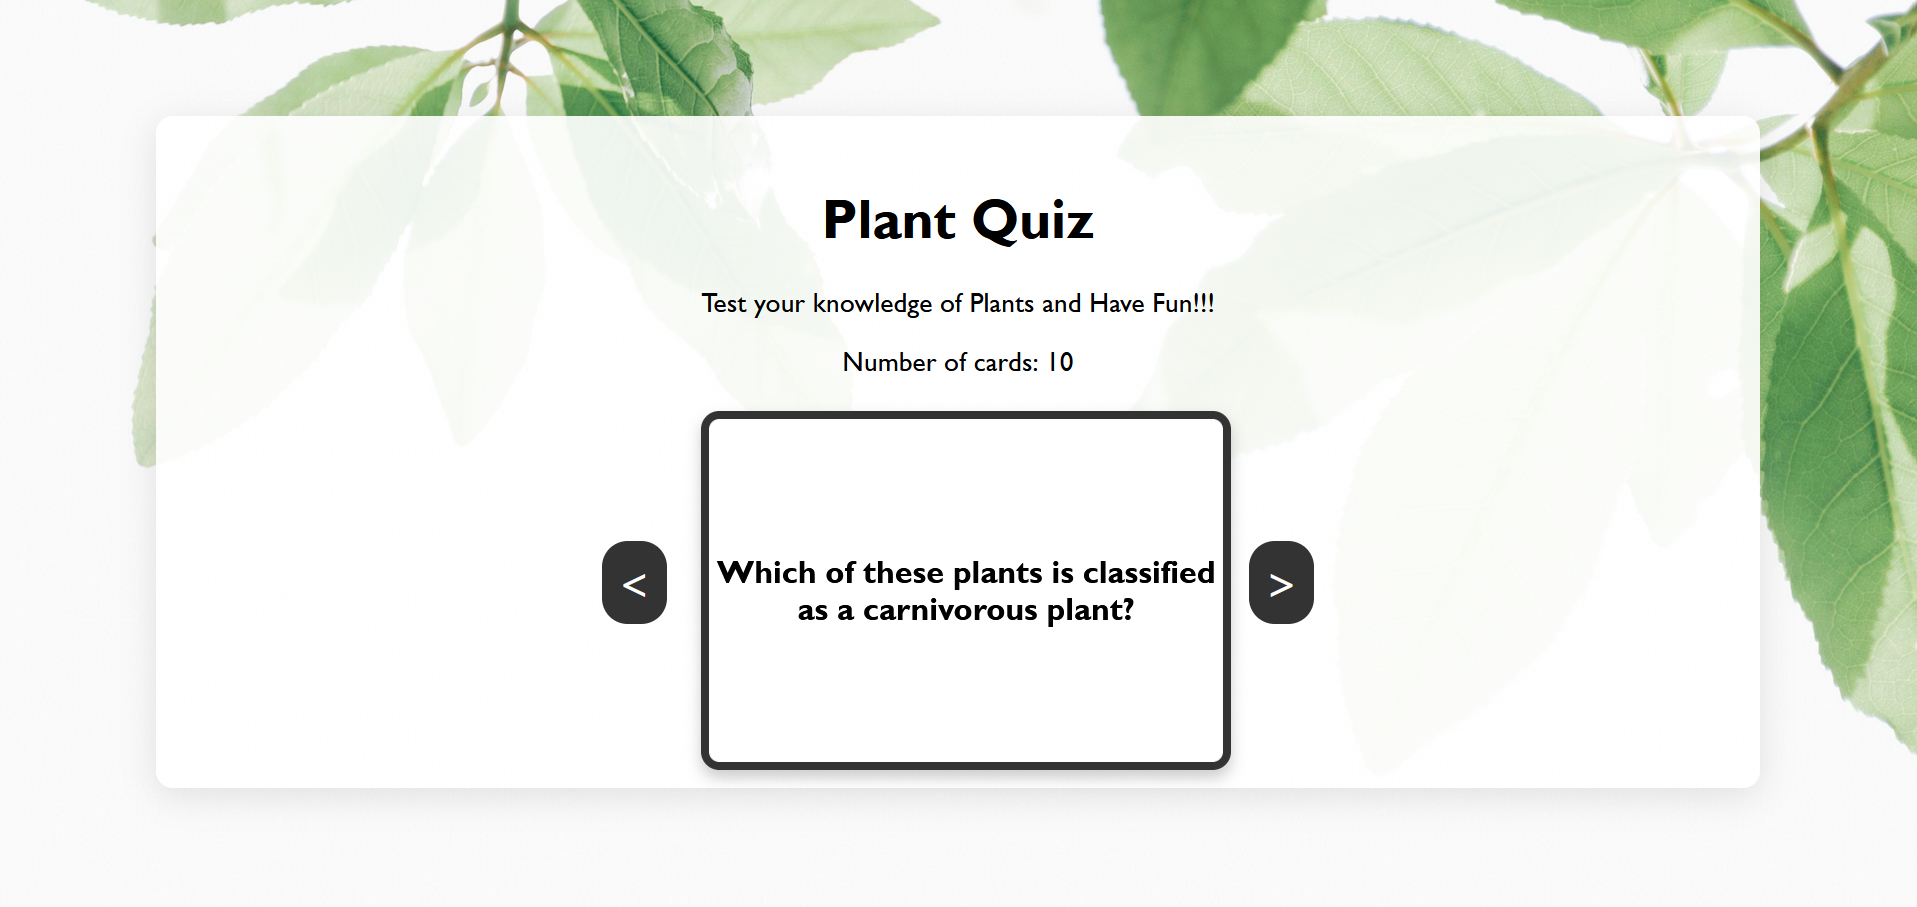 Plant Quiz
Test your knowledge of Plants and Have Fun!!!
Number of cards: 10
<
Which of these plants is classified
as a carnivorous plant?
>